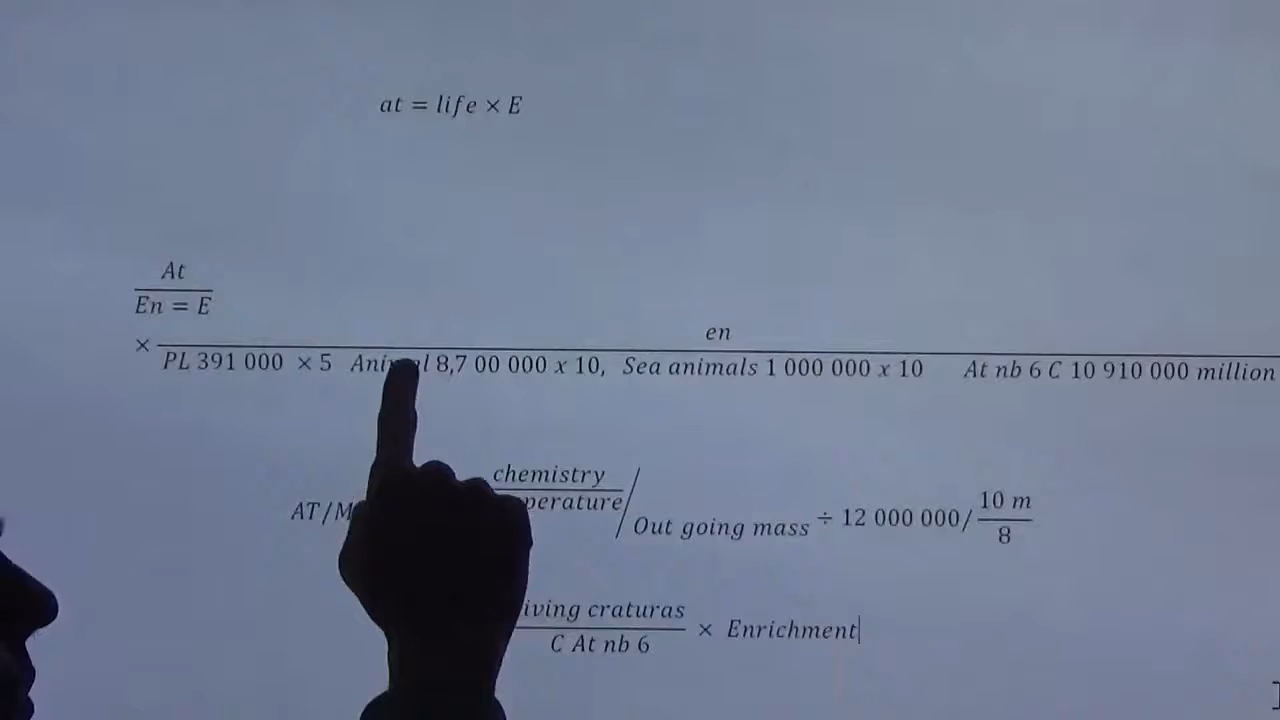 at = life × E
At
En = E
en
× PL 391 000 × 5 Animal 8,7 00 000 x 10, Sea animals 1 000 000 x 10 At nb 6 C 10 910 000 million
chemistry
AT/M
Out going mass ÷ 12 000 000/ 10 m
8
craturas
C At nb 6 × Enrichment